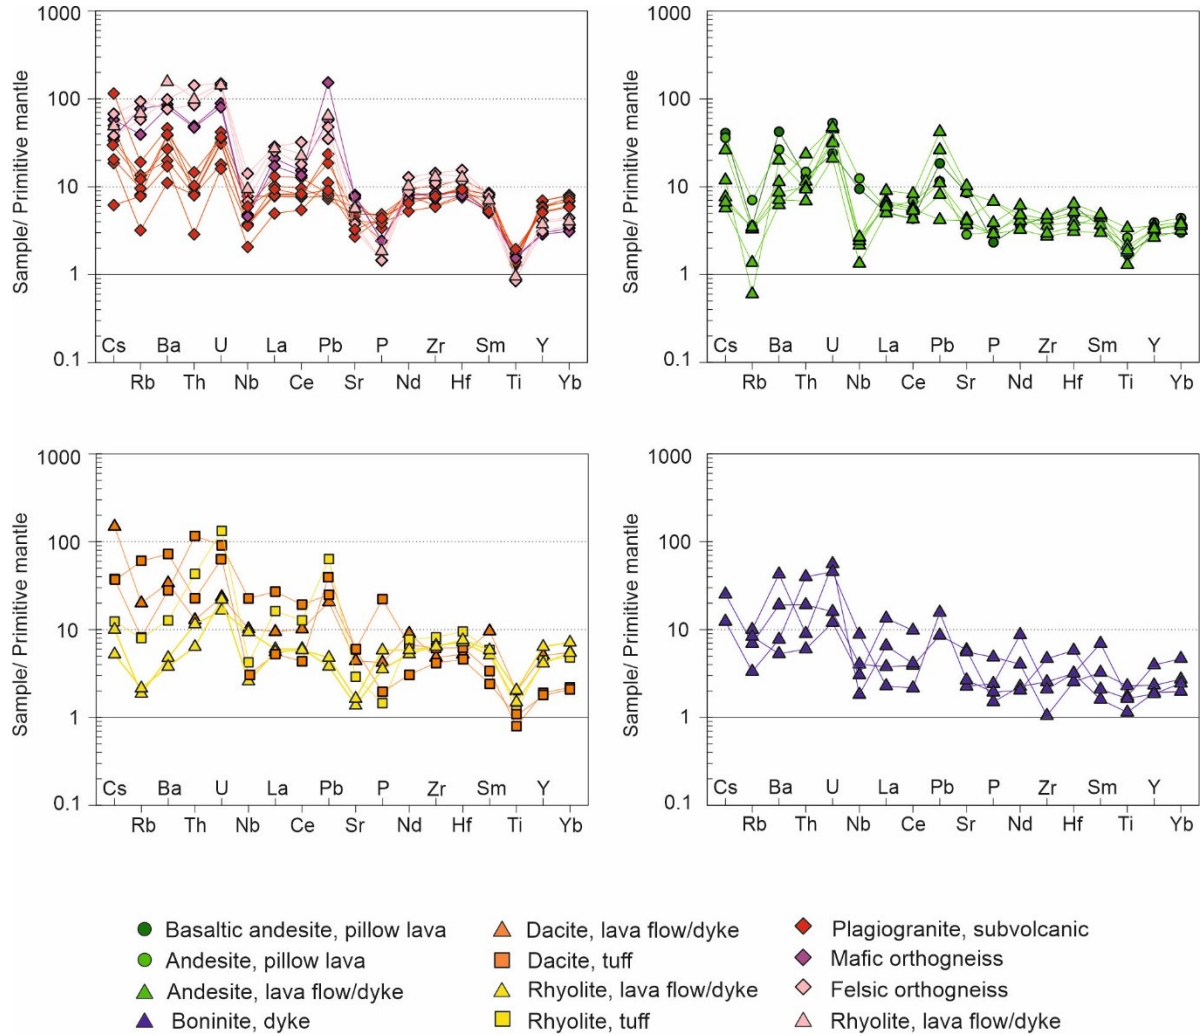 Sample/ Primitive mantle
1000
100
10
1
0.1
Cs Ba U La Pb P Zr Sm Y
Rb Th Nb Ce Sr Nd Hf Ti Yb
Sample/ Primitive mantle
1000
100
10
1
0.1
Cs Ba U La Pb P Zr Sm Y
Rb Th Nb Ce Sr Nd Hf Ti Yb
Sample/ Primitive mantle
1000
100
10
1
0.1
Cs Ba U La Pb P Zr Sm Y
Rb Th Nb Ce Sr Nd Hf Ti Yb
Sample/ Primitive mantle
1000
100
10
1
0.1
Cs Ba U La Pb P Zr Sm Y
Rb Th Nb Ce Sr Nd Hf Ti Yb
Basaltic andesite, pillow lava
Andesite, pillow lava
Andesite, lava flow/dyke
Boninite, dyke
Dacite, lava flow/dyke
Dacite, tuff
Rhyolite, lava flow/dyke
Rhyolite, tuff
Plagiogranite, subvolcanic
Mafic orthogneiss
Felsic orthogneiss
Rhyolite, lava flow/dyke